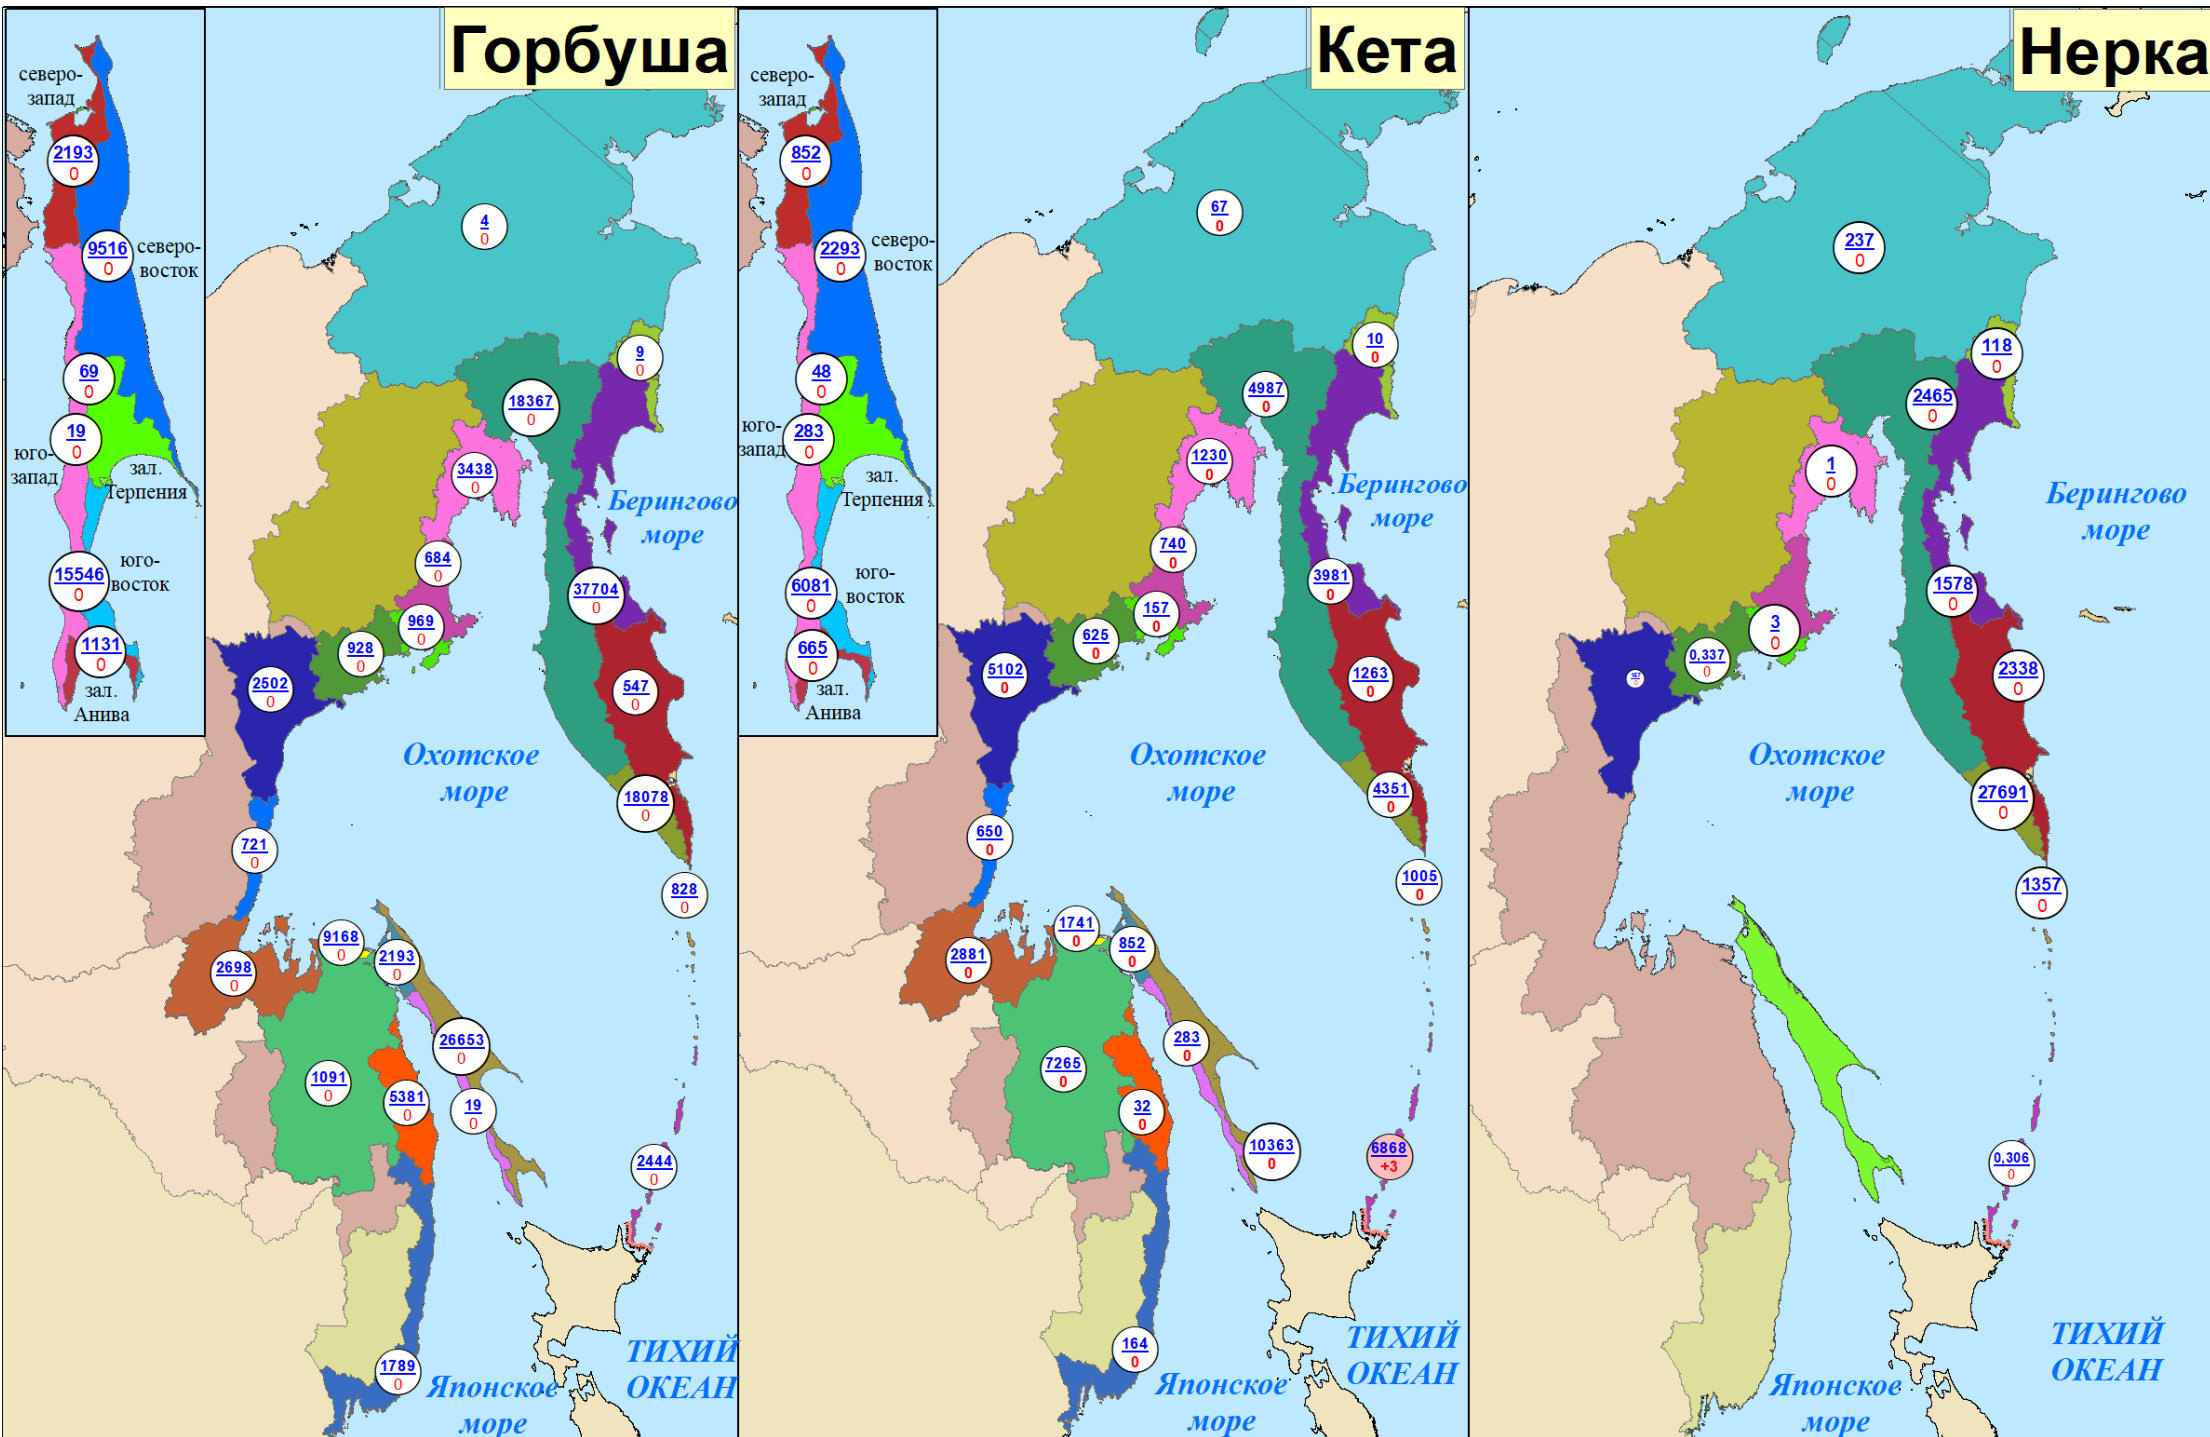 Горбуша
северо-
запад
2193
0
9516
0
северо-
восток
69
0
19
0
юго-
запад
зал.
Терпения
15546
0
юго-
восток
1131
0
зал.
Анива
4
0
9
0
18367
0
3438
0
Берингово
море
684
0
37704
0
969
0
928
0
2502
0
547
0
Охотское
море
18078
0
721
0
828
0
9168
0
2193
0
2698
0
26653
0
1091
0
5381
0
19
0
2444
0
ТИХИЙ
ОКЕАН
1789
0
Японское
море
Кета
северо-
запад
852
0
2293
0
северо-
восток
48
0
283
0
юго-
запад
зал.
Терпения
6081
0
юго-
восток
665
0
зал.
Анива
67
0
10
0
4987
0
1230
0
Берингово
море
740
0
3981
0
157
0
625
0
5102
0
1263
0
Охотское
море
4351
0
650
0
1005
0
1741
0
852
0
2881
0
283
0
7265
0
32
0
10363
0
6868
+3
ТИХИЙ
ОКЕАН
164
0
Японское
море
Нерка
237
0
118
0
2465
0
1
0
Берингово
море
1578
0
3
0
0,337
0
167
0
2338
0
Охотское
море
27691
0
1357
0
0,306
0
ТИХИЙ
ОКЕАН
Японское
море